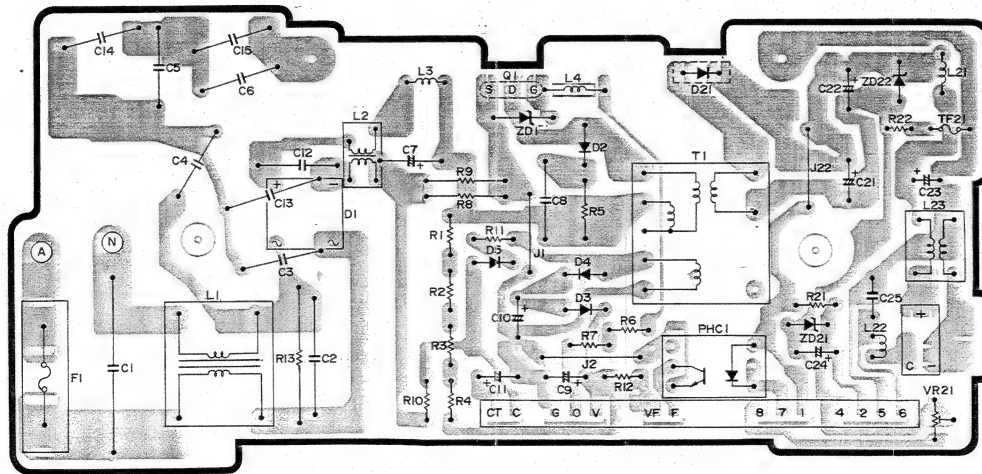 C14
C5
C15
C6
L3
Q1
S D G
L4
D21
C22
ZD22
L21
ZD1
R22
TF21
L2
D2
C4
C12
C7
T1
J22
C21
C23
R9
R8
C8
R5
+ −
C13
D1
L23
A
N
R1
R11
J1
D5
D4
C3
R2
D3
C10
R6
R21
C25
L1
R7
PHC1
ZD21
L22
+
R13
C2
R3
J2
C24
C −
F1
C1
C11
C9
R12
VR21
R10
R4
CT C G O V VF F 8 7 1 4 2 5 6